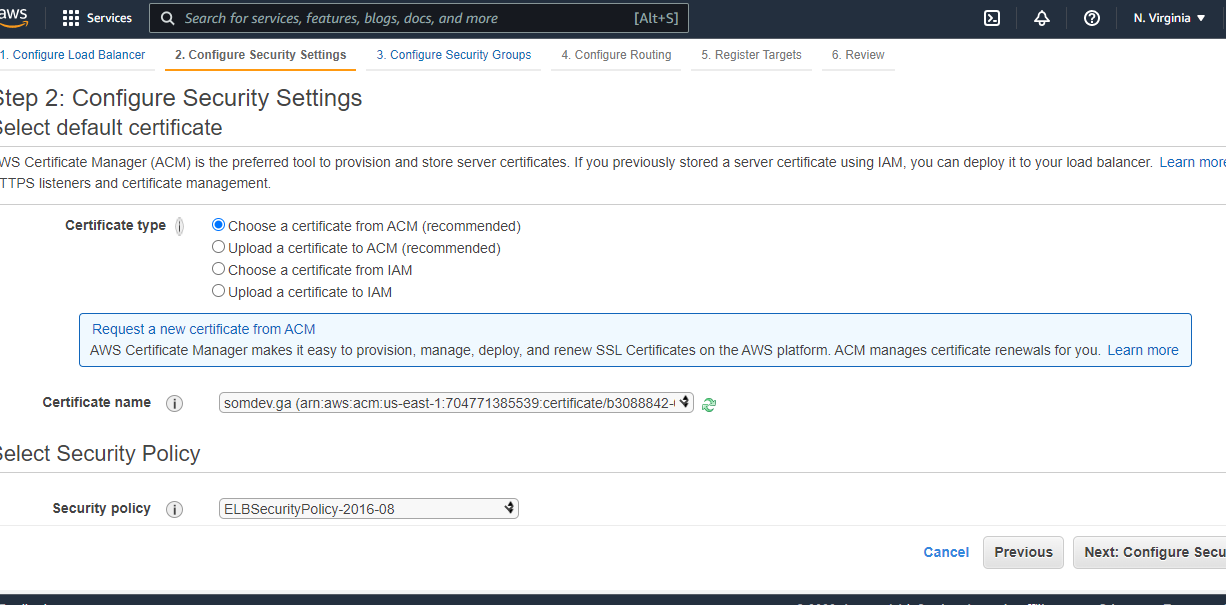 aws
Services
Search for services, features, blogs, docs, and more
[Alt+S]
N. Virginia
1. Configure Load Balancer
2. Configure Security Settings
3. Configure Security Groups
4. Configure Routing
5. Register Targets
6. Review
Step 2: Configure Security Settings
Select default certificate
AWS Certificate Manager (ACM) is the preferred tool to provision and store server certificates. If you previously stored a server certificate using IAM, you can deploy it to your load balancer. Learn more
TTPS listeners and certificate management.
Certificate type
Choose a certificate from ACM (recommended)
Upload a certificate to ACM (recommended)
Choose a certificate from IAM
Upload a certificate to IAM
Request a new certificate from ACM
AWS Certificate Manager makes it easy to provision, manage, deploy, and renew SSL Certificates on the AWS platform. ACM manages certificate renewals for you. Learn more
Certificate name
somdev.ga (arn:aws:acm:us-east-1:704771385539:certificate/b3088842-
Select Security Policy
Security policy
ELBSecurityPolicy-2016-08
Cancel
Previous
Next: Configure Secu